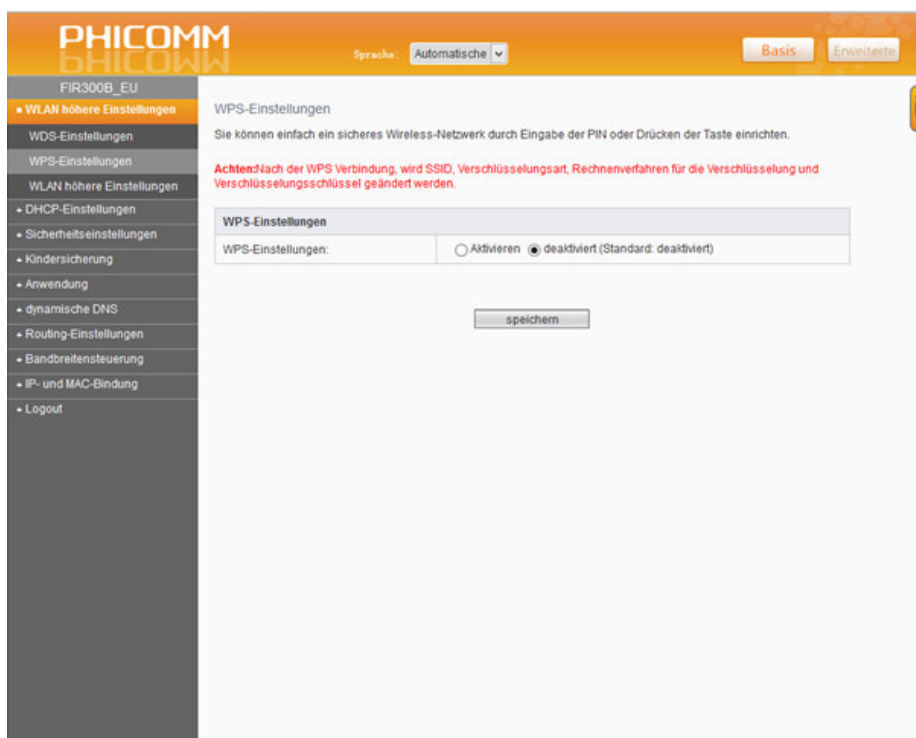 PHICOMM
Sprache: Automatische
Basis
Erweiterte
FIR300B_EU
WLAN höhere Einstellungen
WDS-Einstellungen
WPS-Einstellungen
WLAN höhere Einstellungen
DHCP-Einstellungen
Sicherheitseinstellungen
Kindersicherung
Anwendung
dynamische DNS
Routing-Einstellungen
Bandbreitensteuerung
IP- und MAC-Bindung
Logout
WPS-Einstellungen
Sie können einfach ein sicheres Wireless-Netzwerk durch Eingabe der PIN oder Drücken der Taste einrichten.
Achten:Nach der WPS Verbindung, wird SSID, Verschlüsselungsart, Rechnenverfahren für die Verschlüsselung und
Verschlüsselungsschlüssel geändert werden.
WPS-Einstellungen
WPS-Einstellungen: Aktivieren deaktiviert (Standard: deaktiviert)
speichern